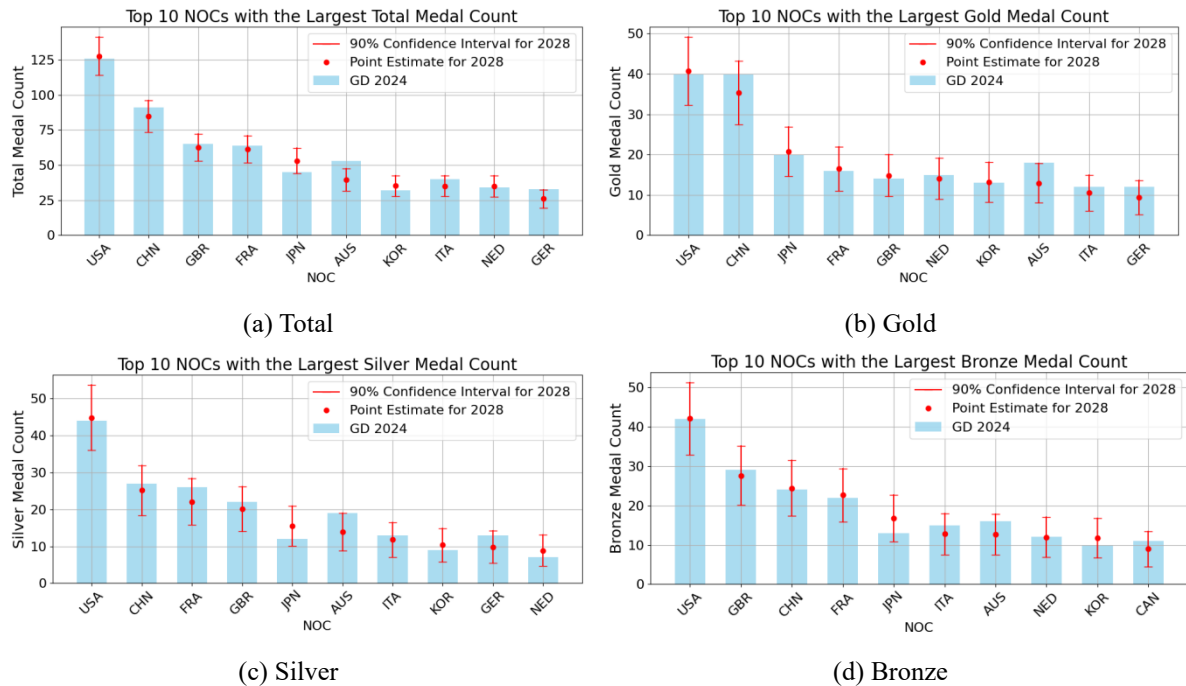 Top 10 NOCs with the Largest Total Medal Count
90% Confidence Interval for 2028
Point Estimate for 2028
GD 2024
Total Medal Count
125
100
75
50
25
0
USA CHN GBR FRA JPN AUS KOR ITA NED GER
NOC
(a) Total
Top 10 NOCs with the Largest Gold Medal Count
90% Confidence Interval for 2028
Point Estimate for 2028
GD 2024
Gold Medal Count
50
40
30
20
10
0
USA CHN JPN FRA GBR NED KOR AUS ITA GER
NOC
(b) Gold
Top 10 NOCs with the Largest Silver Medal Count
90% Confidence Interval for 2028
Point Estimate for 2028
GD 2024
Silver Medal Count
50
40
30
20
10
0
USA CHN FRA GBR JPN AUS ITA KOR GER NED
NOC
(c) Silver
Top 10 NOCs with the Largest Bronze Medal Count
90% Confidence Interval for 2028
Point Estimate for 2028
GD 2024
Bronze Medal Count
50
40
30
20
10
0
USA GBR CHN FRA JPN ITA AUS NED KOR CAN
NOC
(d) Bronze